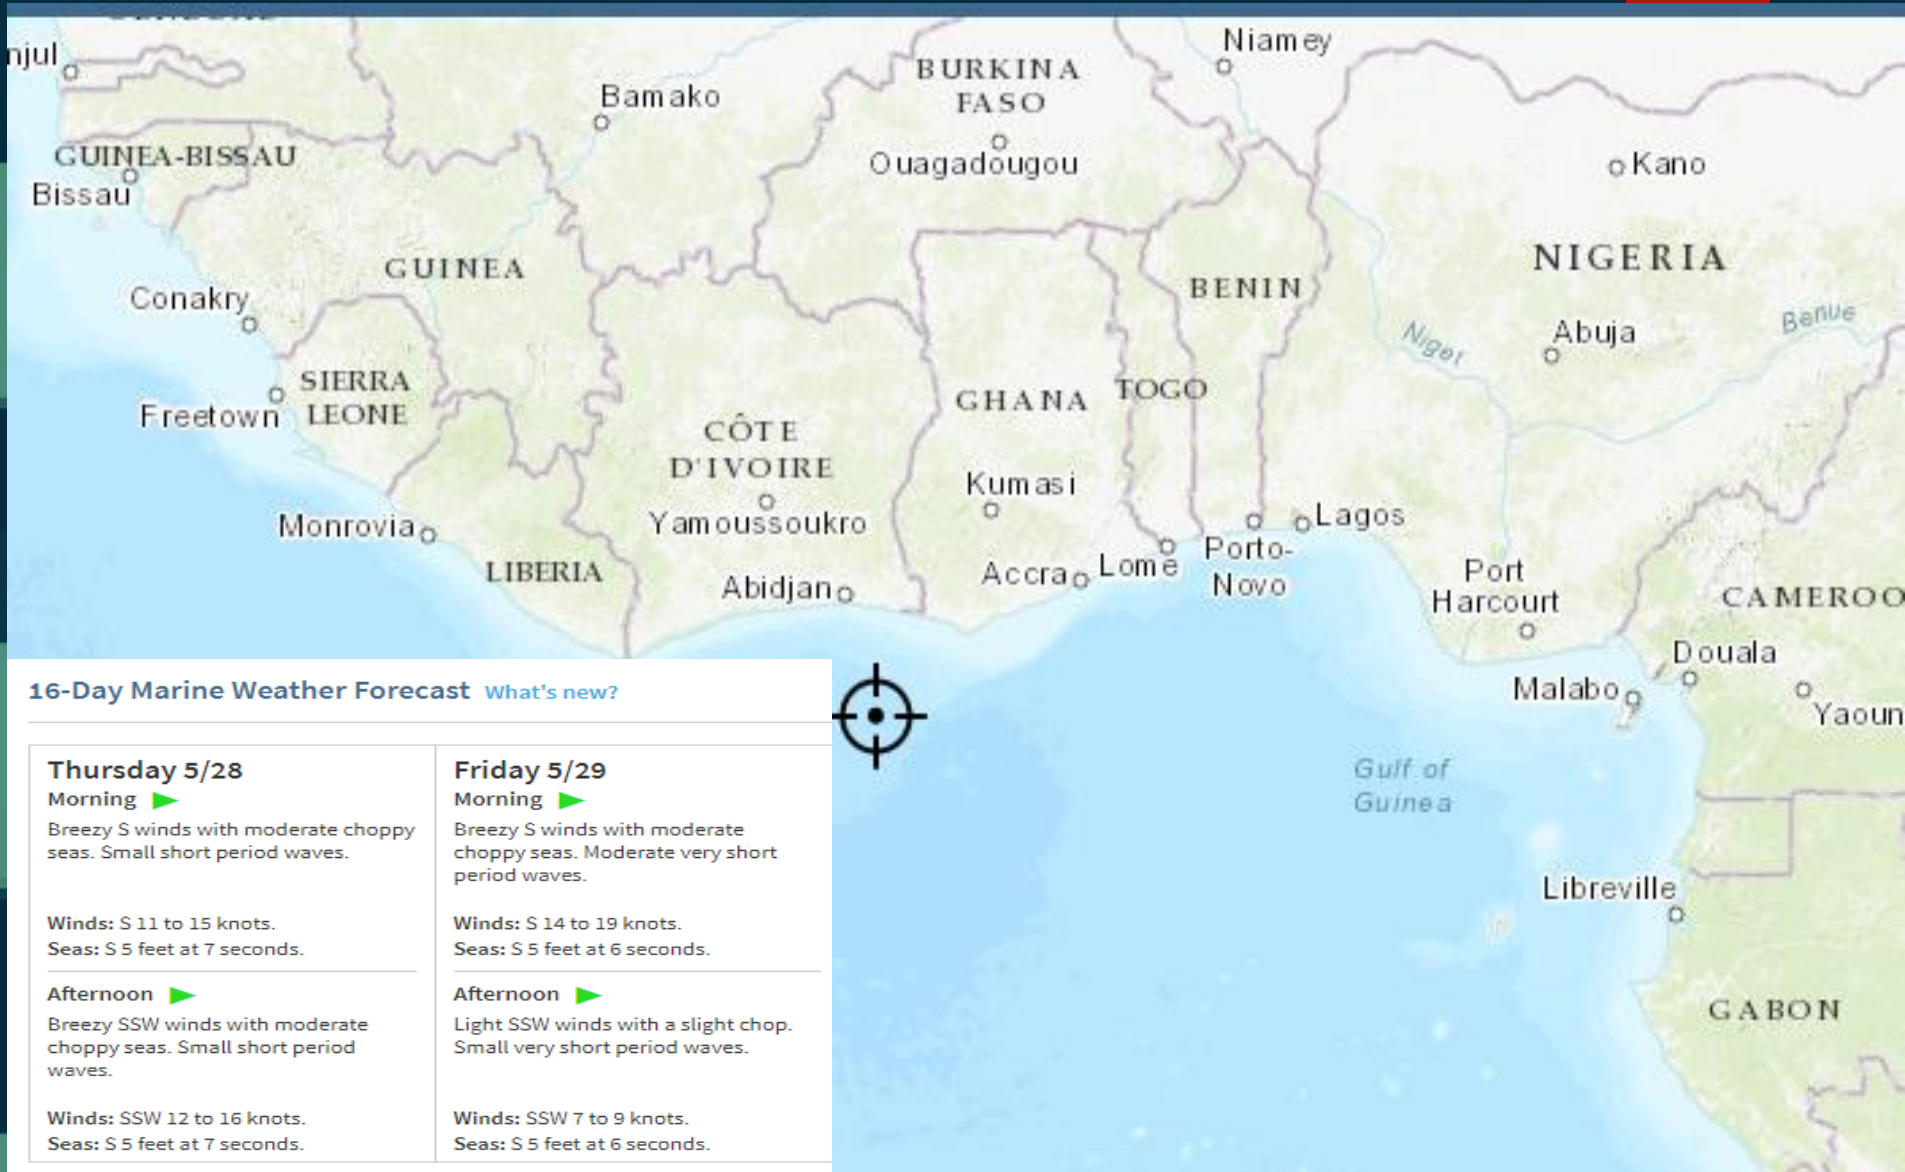 njul
Niamey
BURKINA
FASO
Bamako
Ouagadougou
Kano
GUINEA-BISSAU
Bissau
NIGERIA
GUINEA
BENIN
Conakry
Niger
Abuja
Benue
SIERRA
LEONE
Freetown
GHANA
TOGO
CÔTE
D'IVOIRE
Kumasi
Yamoussoukro
Monrovia
Lagos
LIBERIA
Abidjan
Accra
Lome
Porto-
Novo
Port
Harcourt
CAMEROO
Douala
Malabo
Yaoun
Gulf of
Guinea
Libreville
GABON
16-Day Marine Weather Forecast What's new?
Thursday 5/28
Morning
Breezy S winds with moderate choppy
seas. Small short period waves.
Winds: S 11 to 15 knots.
Seas: S 5 feet at 7 seconds.
Afternoon
Breezy SSW winds with moderate
choppy seas. Small short period
waves.
Winds: SSW 12 to 16 knots.
Seas: S 5 feet at 7 seconds.
Friday 5/29
Morning
Breezy S winds with moderate
choppy seas. Moderate very short
period waves.
Winds: S 14 to 19 knots.
Seas: S 5 feet at 6 seconds.
Afternoon
Light SSW winds with a slight chop.
Small very short period waves.
Winds: SSW 7 to 9 knots.
Seas: S 5 feet at 6 seconds.